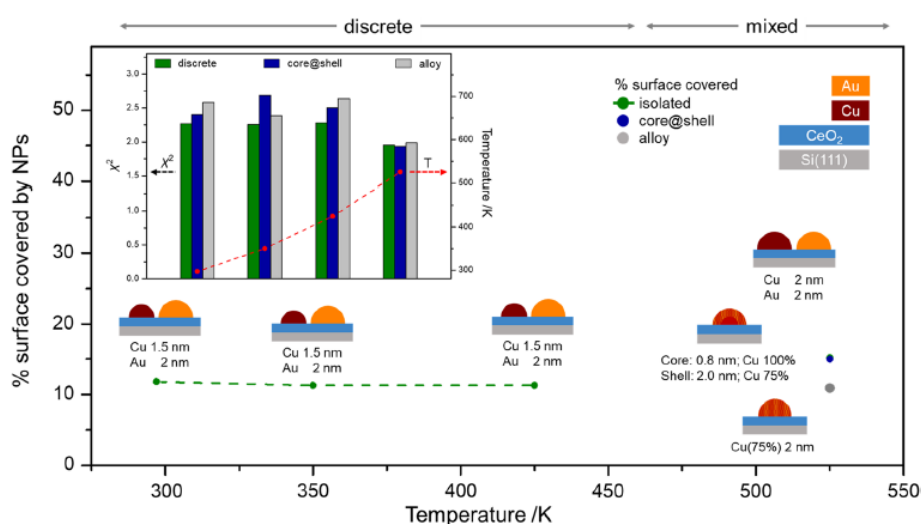 discrete mixed
discrete core@shell alloy
3.0
2.5
2.0
1.5
1.0
0.5
0.0
χ²
χ²
T
700
600
500
400
300
Temperature /K
% surface covered
isolated
core@shell
alloy
Au
Cu
CeO₂
Si(111)
Cu 2 nm
Au 2 nm
Cu 1.5 nm
Au 2 nm
Cu 1.5 nm
Au 2 nm
Cu 1.5 nm
Au 2 nm
Core: 0.8 nm; Cu 100%
Shell: 2.0 nm; Cu 75%
Cu(75%) 2 nm
% surface covered by NPs
50
40
30
20
10
0
300 350 400 450 500 550
Temperature /K